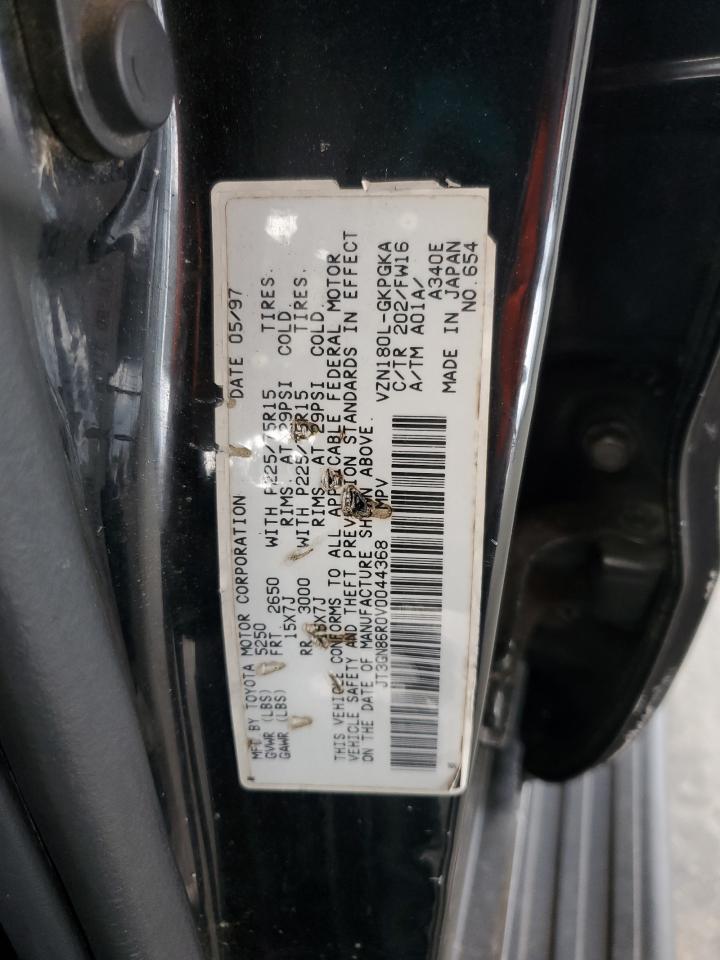 MFD. BY TOYOTA MOTOR CORPORATION DATE 05/97
GVWR (LBS) 5250
GAWR (LBS) FRT 2650 WITH P225/75R15 TIRES.
15X7J RIMS. AT 29PSI COLD.
RR 3000 WITH P225/75R15 TIRES.
15X7J RIMS AT 29PSI COLD.
THIS VEHICLE CONFORMS TO ALL APPLICABLE FEDERAL MOTOR
VEHICLE SAFETY AND THEFT PREVENTION STANDARDS IN EFFECT
ON THE DATE OF MANUFACTURE SHOWN ABOVE.
JT3GN86R0V0044368 MPV
VZN180L-GKPGKA
C/TR 202/FW16
A/TM A01A/
A340E
MADE IN JAPAN
NO.654